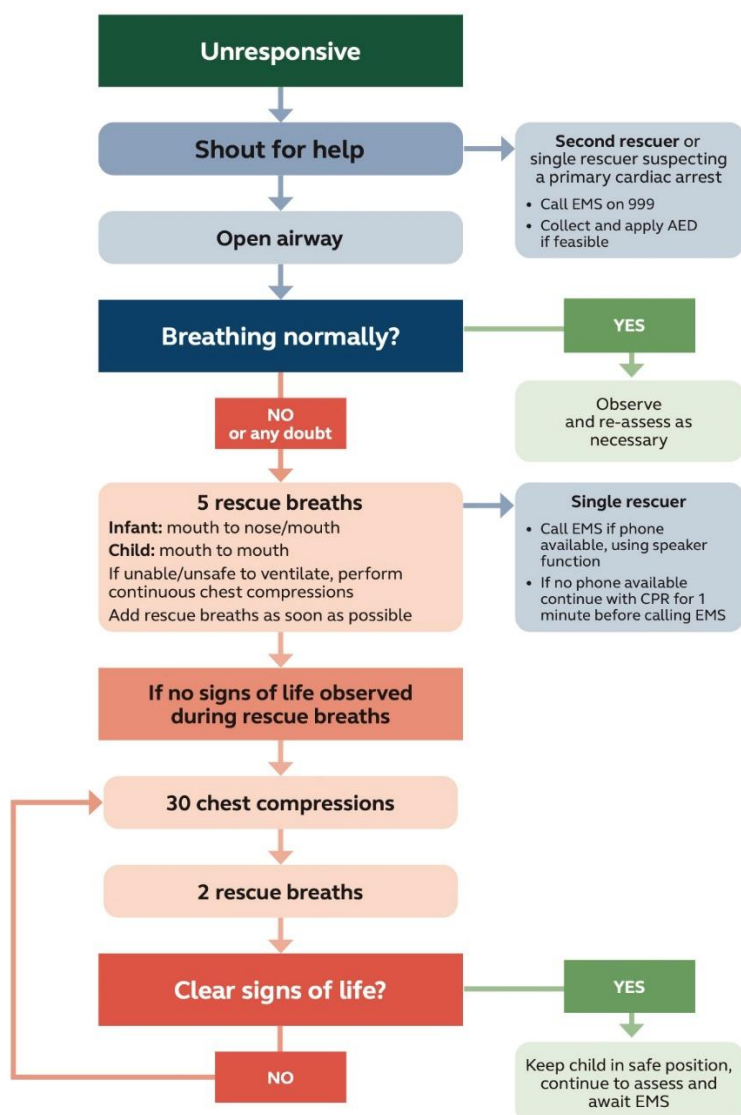 Unresponsive
Shout for help
Second rescuer or
single rescuer suspecting
a primary cardiac arrest
• Call EMS on 999
• Collect and apply AED
if feasible
Open airway
Breathing normally?
YES
Observe
and re-assess as
necessary
NO
or any doubt
5 rescue breaths
Infant: mouth to nose/mouth
Child: mouth to mouth
If unable/unsafe to ventilate, perform
continuous chest compressions
Add rescue breaths as soon as possible
Single rescuer
• Call EMS if phone
available, using speaker
function
• If no phone available
continue with CPR for 1
minute before calling EMS
If no signs of life observed
during rescue breaths
30 chest compressions
2 rescue breaths
Clear signs of life?
YES
NO
Keep child in safe position,
continue to assess and
await EMS